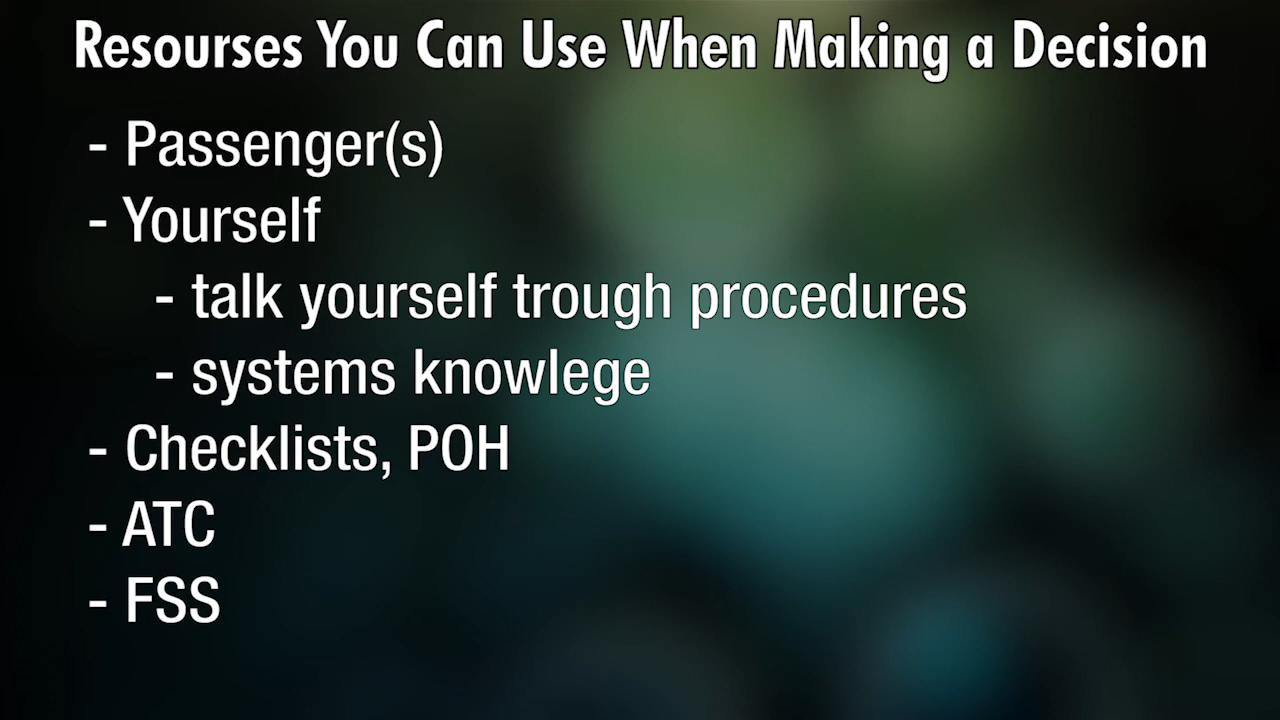 Resourses You Can Use When Making a Decision
- Passenger(s)
- Yourself
- talk yourself trough procedures
- systems knowlege
- Checklists, POH
- ATC
- FSS